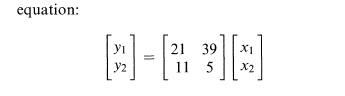 equation:
[y₁] = [21 39] [x₁]
[y₂] [11 5] [x₂]